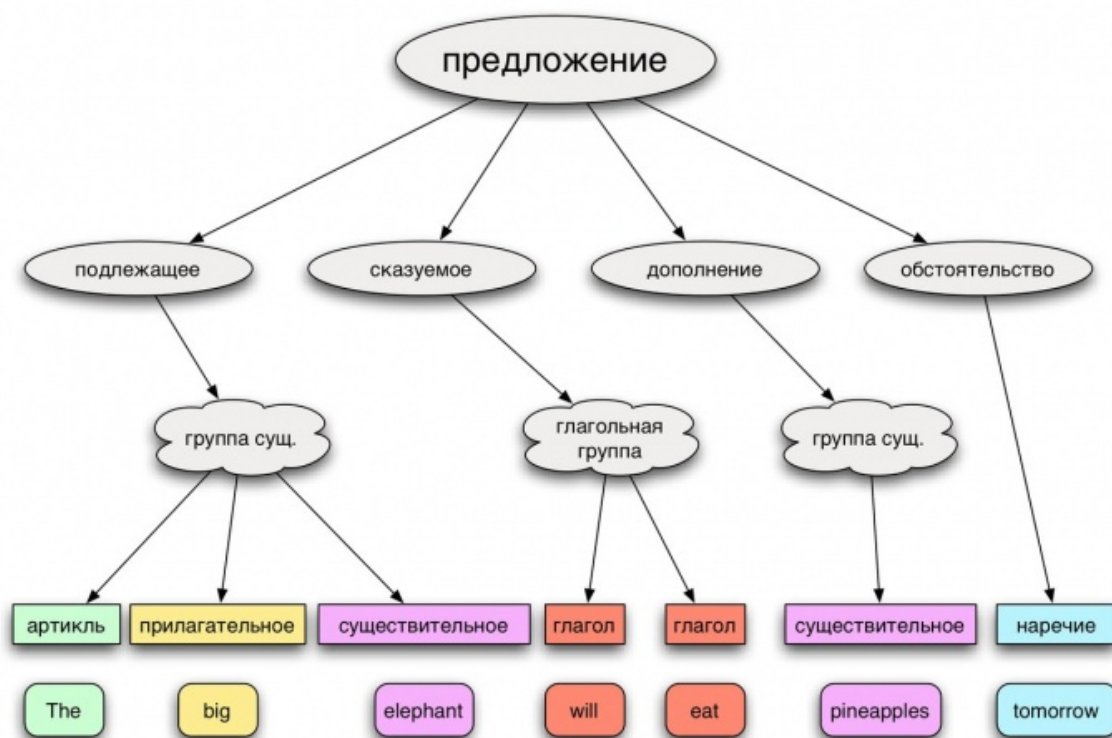 предложение
подлежащее
сказуемое
дополнение
обстоятельство
группа сущ.
глагольная
группа
группа сущ.
артикль
прилагательное
существительное
глагол
глагол
существительное
наречие
The
big
elephant
will
eat
pineapples
tomorrow